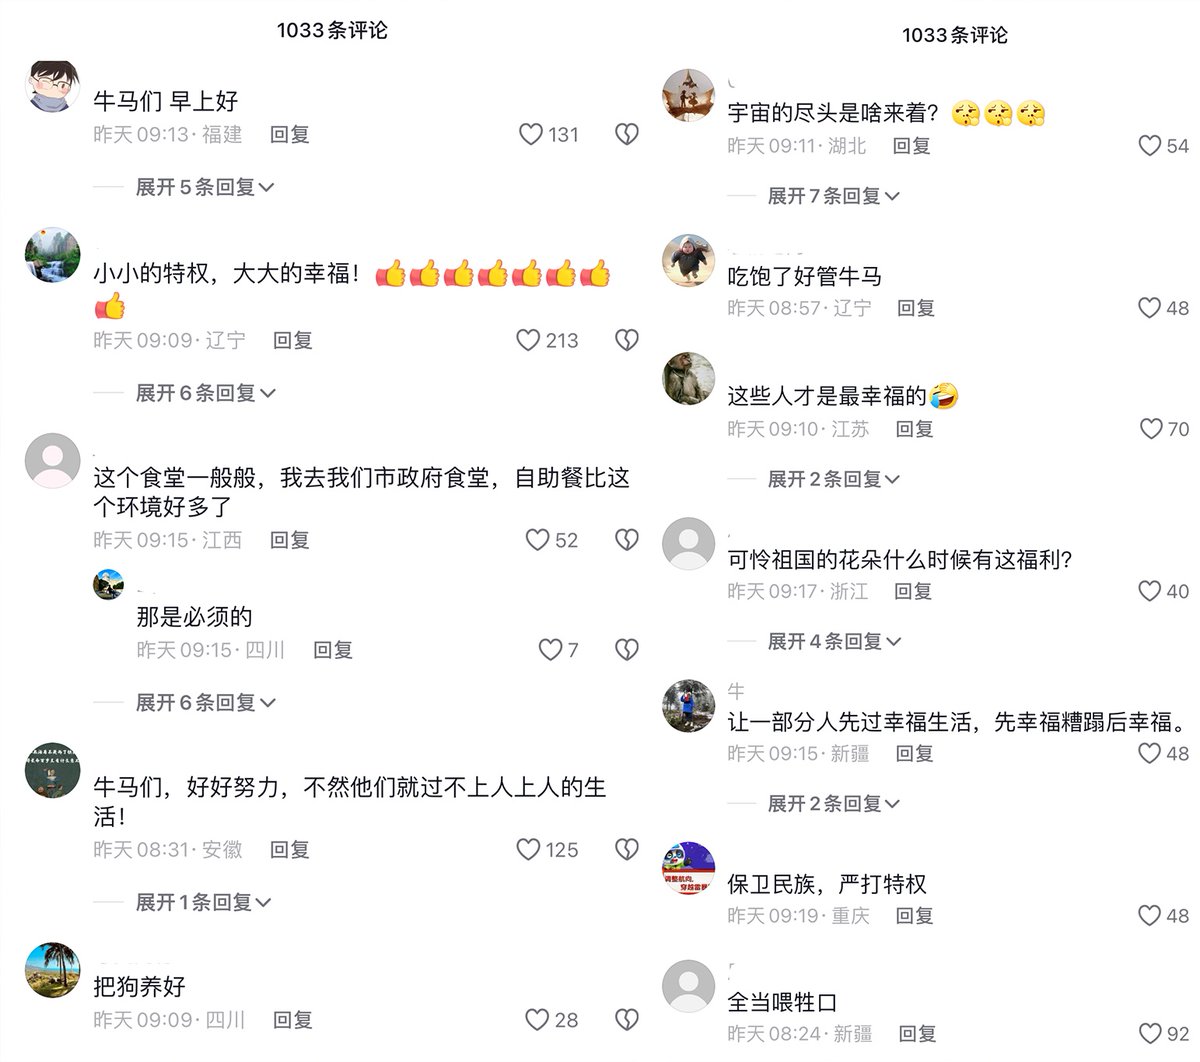 1033条评论
牛马们 早上好
昨天 09:13·福建 回复 131
展开5条回复
小小的特权，大大的幸福！👍👍👍👍👍👍👍
👍
昨天 09:09·辽宁 回复 213
展开6条回复
这个食堂一般般，我去我们市政府食堂，自助餐比这
个环境好多了
昨天 09:15·江西 回复 52
那是必须的
昨天 09:15·四川 回复 7
展开6条回复
牛马们，好好努力，不然他们就过不上人上人的生
活！
昨天 08:31·安徽 回复 125
展开1条回复
把狗养好
昨天 09:09·四川 回复 28
1033条评论
宇宙的尽头是啥来着？
昨天 09:11·湖北 回复 54
展开7条回复
吃饱了好管牛马
昨天 08:57·辽宁 回复 48
这些人才是最幸福的🤣
昨天 09:10·江苏 回复 70
展开2条回复
可怜祖国的花朵什么时候有这福利？
昨天 09:17·浙江 回复 40
展开4条回复
牛
让一部分人先过幸福生活，先幸福糟蹋后幸福。
昨天 09:15·新疆 回复 48
展开2条回复
保卫民族，严打特权
昨天 09:19·重庆 回复 48
全当喂牲口
昨天 08:24·新疆 回复 92